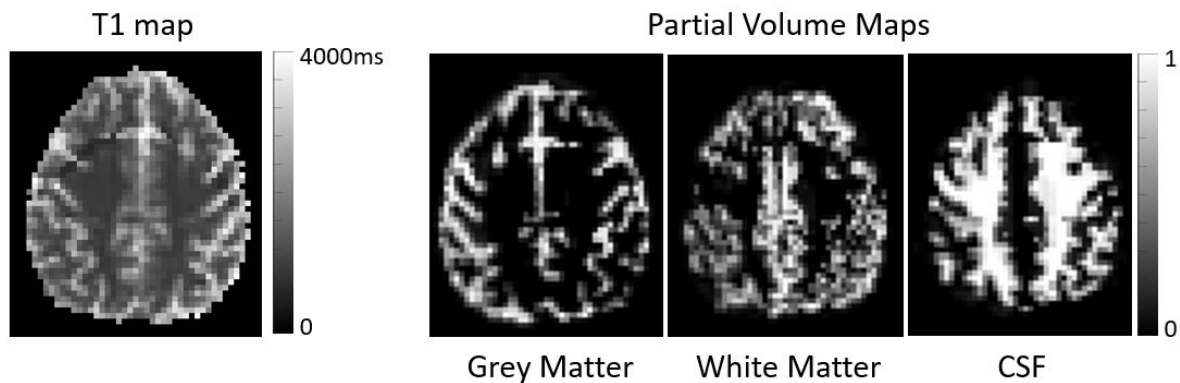 T1 map
Partial Volume Maps
4000ms
0
1
0
Grey Matter
White Matter
CSF